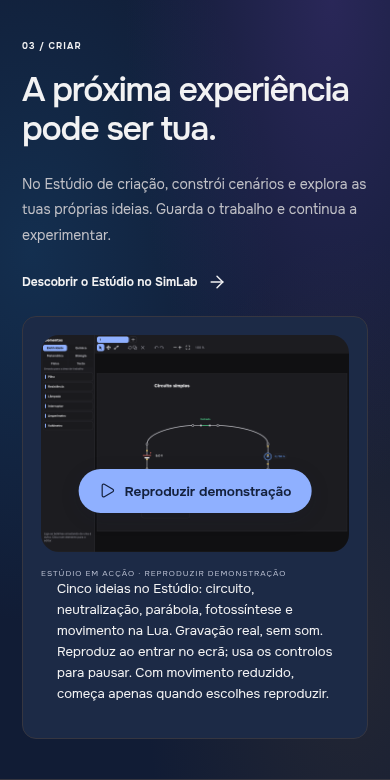 03 / CRIAR
A próxima experiência
pode ser tua.
No Estúdio de criação, constrói cenários e explora as
tuas próprias ideias. Guarda o trabalho e continua a
experimentar.
Descobrir o Estúdio no SimLab
Circuito simples
Reproduzir demonstração
ESTÚDIO EM ACÇÃO · REPRODUZIR DEMONSTRAÇÃO
Cinco ideias no Estúdio: circuito,
neutralização, parábola, fotossíntese e
movimento na Lua. Gravação real, sem som.
Reproduz ao entrar no ecrã; usa os controlos
para pausar. Com movimento reduzido,
começa apenas quando escolhes reproduzir.